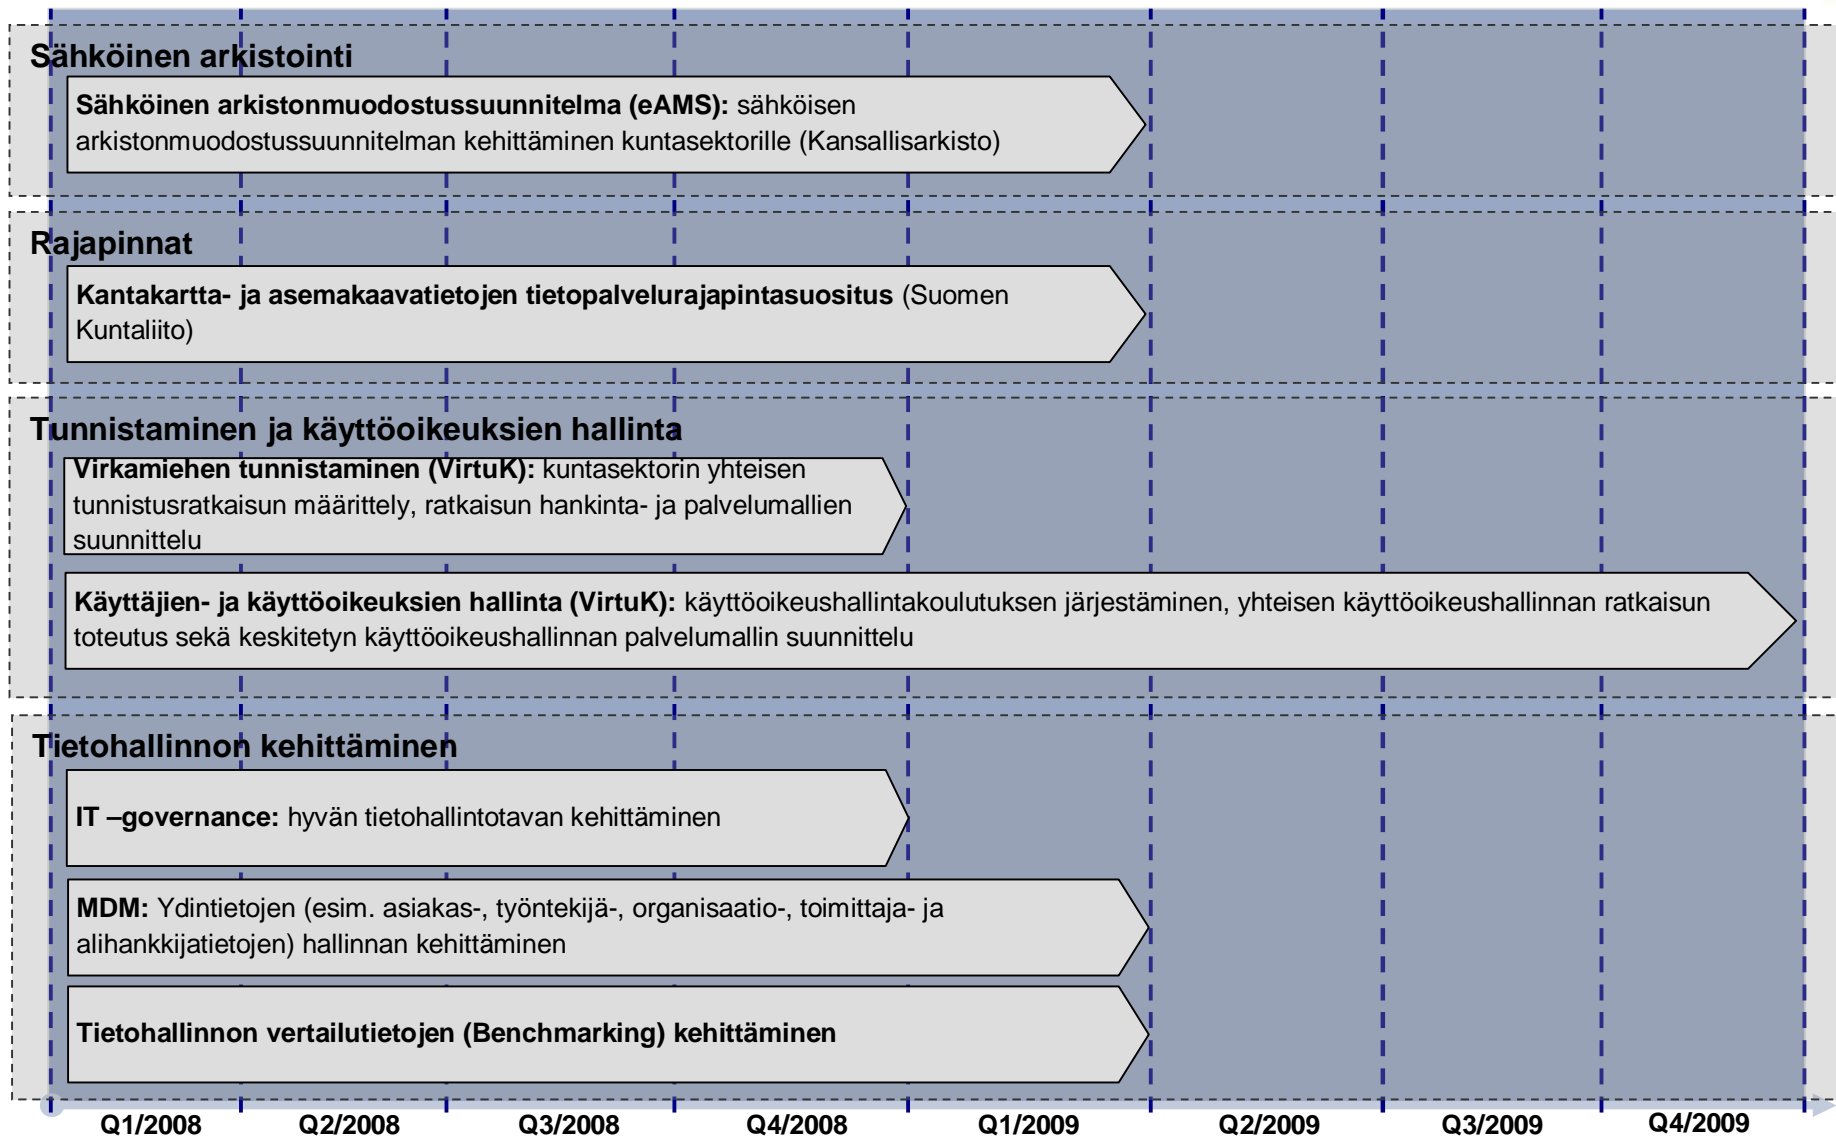 Sähköinen arkistointi
Sähköinen arkistonmuodostussuunnitelma (eAMS): sähköisen
arkistonmuodostussuunnitelman kehittäminen kuntasektorille (Kansallisarkisto)
Rajapinnat
Kantakartta- ja asemakaavatietojen tietopalvelurajapintasuositus (Suomen
Kuntaliito)
Tunnistaminen ja käyttöoikeuksien hallinta
Virkamiehen tunnistaminen (VirtuK): kuntasektorin yhteisen
tunnistusratkaisun määrittely, ratkaisun hankinta- ja palvelumallien
suunnittelu
Käyttäjien- ja käyttöoikeuksien hallinta (VirtuK): käyttöoikeushallintakoulutuksen järjestäminen, yhteisen käyttöoikeushallinnan ratkaisun
toteutus sekä keskitetyn käyttöoikeushallinnan palvelumallin suunnittelu
Tietohallinnon kehittäminen
IT –governance: hyvän tietohallintotavan kehittäminen
MDM: Ydintietojen (esim. asiakas-, työntekijä-, organisaatio-, toimittaja- ja
alihankkijatietojen) hallinnan kehittäminen
Tietohallinnon vertailutietojen (Benchmarking) kehittäminen
Q1/2008 Q2/2008 Q3/2008 Q4/2008 Q1/2009 Q2/2009 Q3/2009 Q4/2009